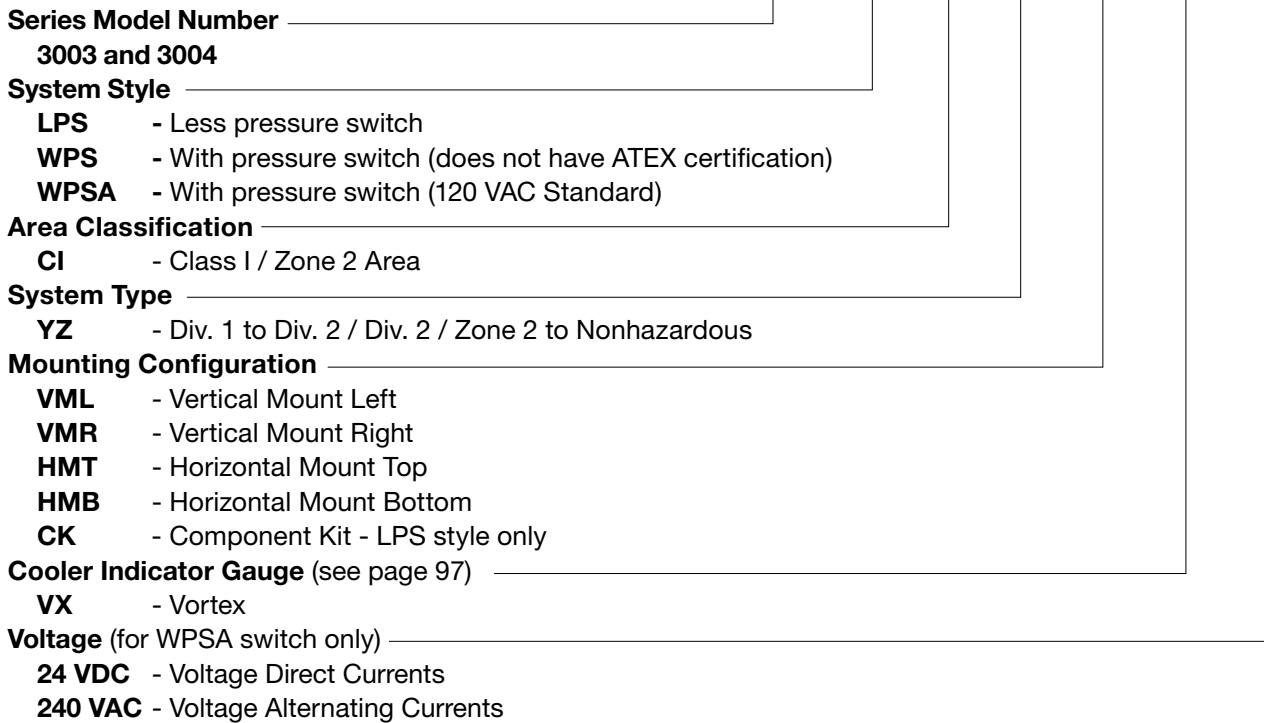 Series Model Number
3003 and 3004
System Style
LPS - Less pressure switch
WPS - With pressure switch (does not have ATEX certification)
WPSA - With pressure switch (120 VAC Standard)
Area Classification
CI - Class I / Zone 2 Area
System Type
YZ - Div. 1 to Div. 2 / Div. 2 / Zone 2 to Nonhazardous
Mounting Configuration
VML - Vertical Mount Left
VMR - Vertical Mount Right
HMT - Horizontal Mount Top
HMB - Horizontal Mount Bottom
CK - Component Kit - LPS style only
Cooler Indicator Gauge (see page 97)
VX - Vortex
Voltage (for WPSA switch only)
24 VDC - Voltage Direct Currents
240 VAC - Voltage Alternating Currents